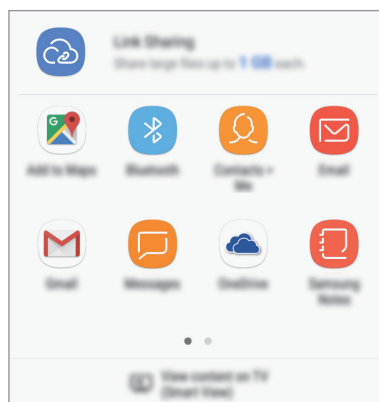 Link Sharing
Share large files up to 1 GB each.
G
Add to Maps
Bluetooth
Contacts >
Me
Email
Gmail
Messages
OneDrive
Samsung
Notes
View content on TV
(Smart View)